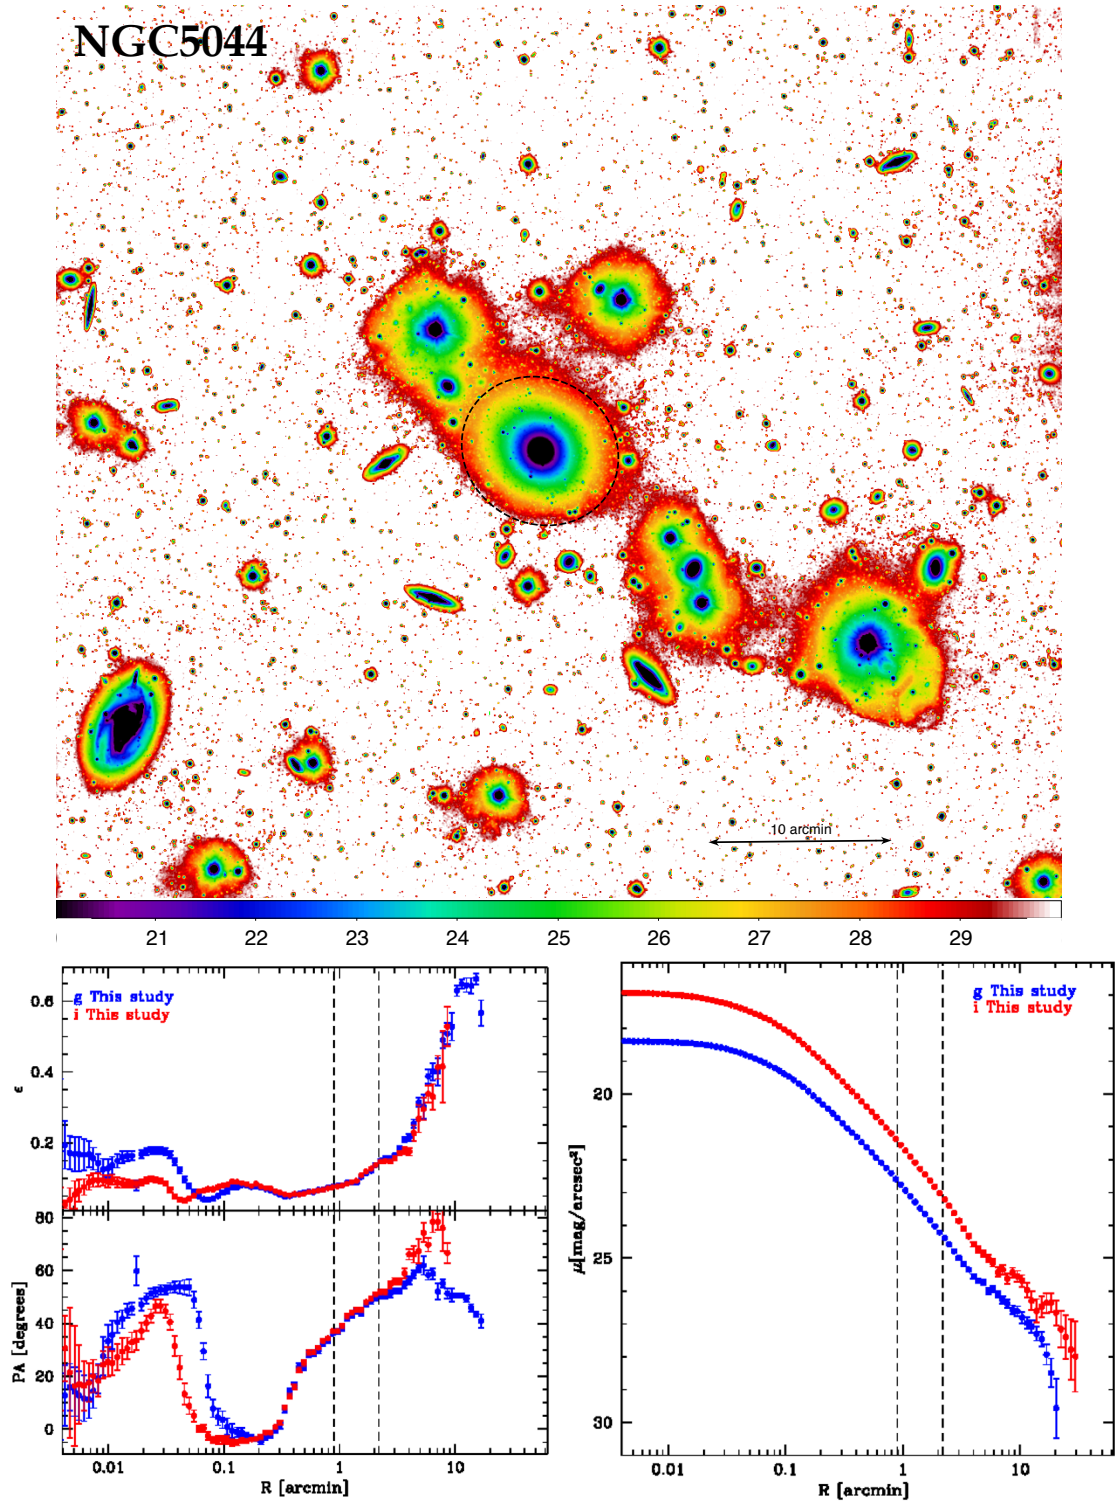 NGC5044
10 arcmin
21 22 23 24 25 26 27 28 29
g This study
i This study
0.6
0.4
0.2
ε
80
60
40
20
0
PA [degrees]
0.01 0.1 1 10
R [arcmin]
g This study
i This study
20
25
30
μ[mag/arcsec²]
0.01 0.1 1 10
R [arcmin]